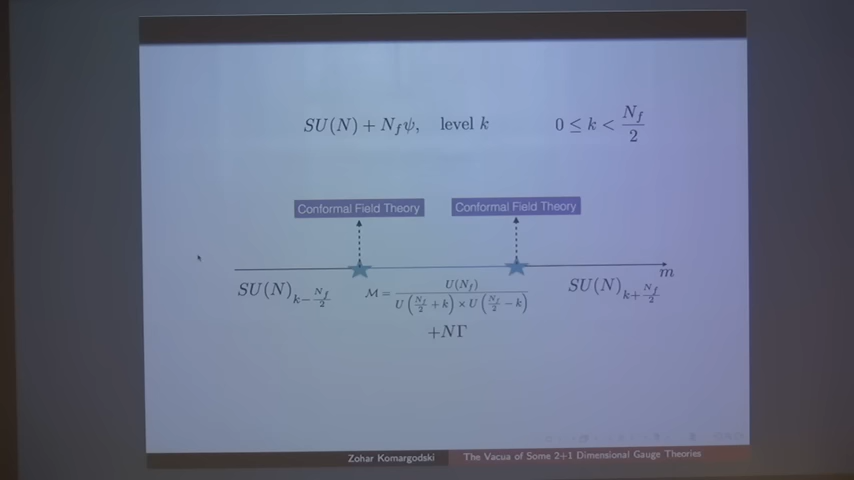 SU(N) + N_f ψ, level k 0 ≤ k < N_f/2
Conformal Field Theory Conformal Field Theory
m
SU(N)_{k−N_f/2} M = U(N_f) / U(N_f/2 + k) × U(N_f/2 − k) SU(N)_{k+N_f/2}
+NΓ
Zohar Komargodski The Vacua of Some 2+1 Dimensional Gauge Theories